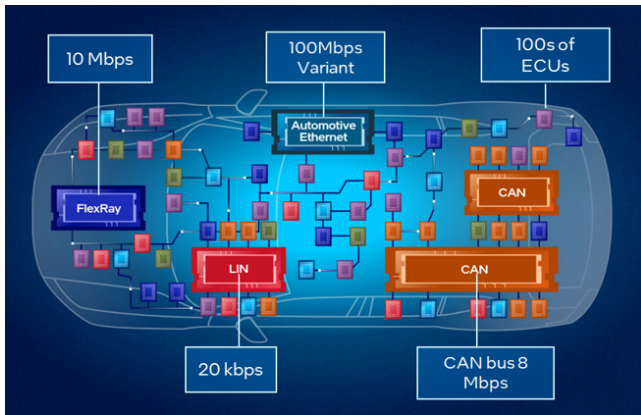 10 Mbps
100Mbps
Variant
100s of
ECUs
Automotive
Ethernet
FlexRay
CAN
LIN
CAN
20 kbps
CAN bus 8
Mbps